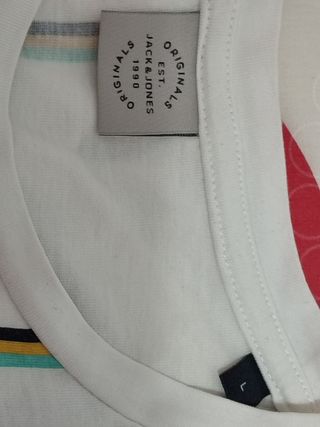 ORIGINALS
EST.
JACK&JONES
1990
ORIGINALS
L